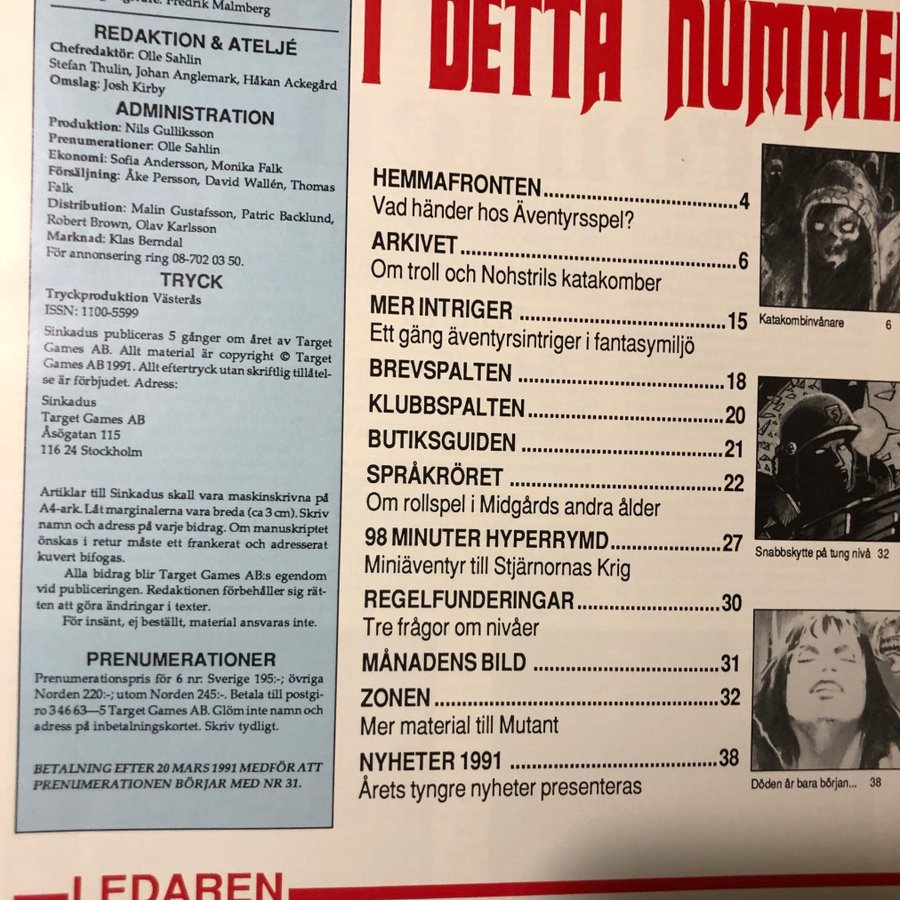 Fredrik Malmberg
REDAKTION & ATELJÉ
Chefredaktör: Olle Sahlin
Stefan Thulin, Johan Anglemark, Håkan Ackegård
Omslag: Josh Kirby
ADMINISTRATION
Produktion: Nils Gulliksson
Prenumerationer: Olle Sahlin
Ekonomi: Sofia Andersson, Monika Falk
Försäljning: Åke Persson, David Wallén, Thomas
Falk
Distribution: Malin Gustafsson, Patric Backlund,
Robert Brown, Olav Karlsson
Marknad: Klas Berndal
För annonsering ring 08-702 03 50.
TRYCK
Tryckproduktion Västerås
ISSN: 1100-5599
Sinkadus publiceras 5 gånger om året av Target
Games AB. Allt material är copyright © Target
Games AB 1991. Allt eftertryck utan skriftlig tillåtel-
se är förbjudet. Adress:
Sinkadus
Target Games AB
Åsögatan 115
116 24 Stockholm
Artiklar till Sinkadus skall vara maskinskrivna på
A4-ark. Låt marginalerna vara breda (ca 3 cm). Skriv
namn och adress på varje bidrag. Om manuskriptet
önskas i retur måste ett frankerat och adresserat
kuvert bifogas.
Alla bidrag blir Target Games AB:s egendom
vid publiceringen. Redaktionen förbehåller sig rät-
ten att göra ändringar i texter.
För insänt, ej beställt, material ansvaras inte.
PRENUMERATIONER
Prenumerationspris för 6 nr: Sverige 195:-; övriga
Norden 220:-; utom Norden 245:-. Betala till postgi-
ro 3 46 63—5 Target Games AB. Glöm inte namn och
adress på inbetalningskortet. Skriv tydligt.
BETALNING EFTER 20 MARS 1991 MEDFÖR ATT
PRENUMERATIONEN BÖRJAR MED NR 31.
I DETTA NUMMER
HEMMAFRONTEN..............................4
Vad händer hos Äventyrsspel?
ARKIVET..........................................6
Om troll och Nohstrils katakomber
MER INTRIGER ...............................15
Ett gäng äventyrsintriger i fantasymiljö
BREVSPALTEN ...............................18
KLUBBSPALTEN.............................20
BUTIKSGUIDEN ..............................21
SPRÅKRÖRET ................................22
Om rollspel i Midgårds andra ålder
98 MINUTER HYPERRYMD................27
Miniäventyr till Stjärnornas Krig
REGELFUNDERINGAR.....................30
Tre frågor om nivåer
MÅNADENS BILD ...........................31
ZONEN ..........................................32
Mer material till Mutant
NYHETER 1991 ..............................38
Årets tyngre nyheter presenteras
Katakombinvånare 6
Snabbskytte på tung nivå 32
Döden är bara början... 38
LEDAREN